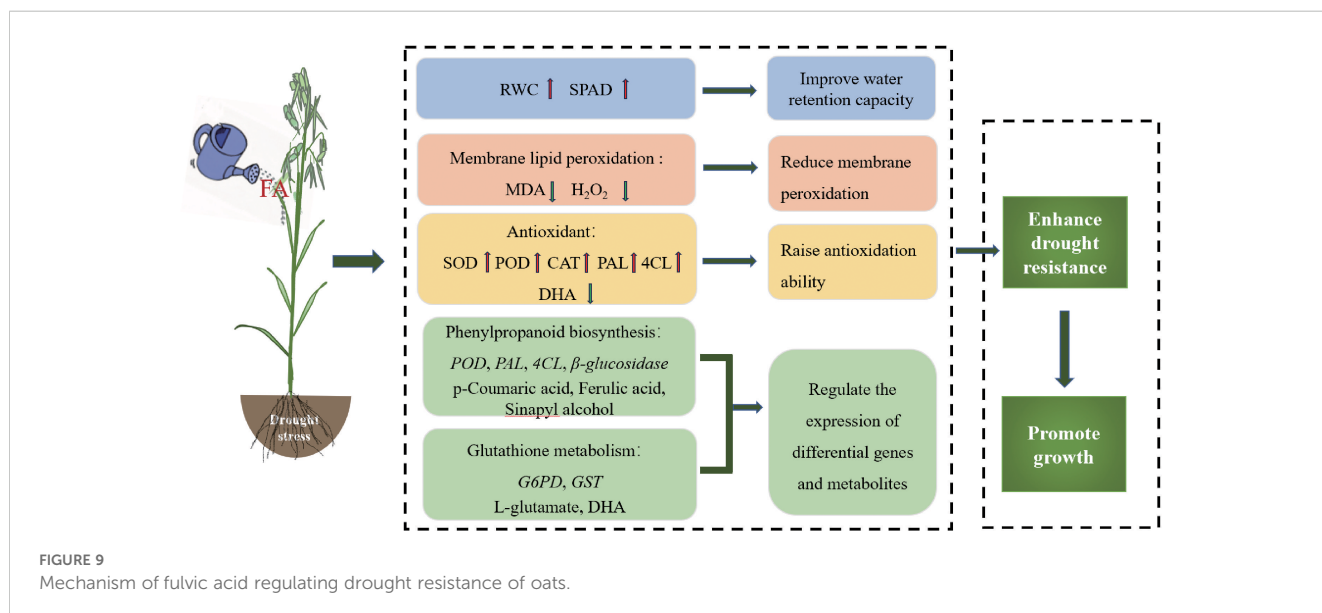 FA
Drought
stress
RWC SPAD
Improve water
retention capacity
Membrane lipid peroxidation :
MDA H₂O₂
Reduce membrane
peroxidation
Antioxidant:
SOD POD CAT PAL 4CL
DHA
Raise antioxidation
ability
Phenylpropanoid biosynthesis:
POD, PAL, 4CL, β-glucosidase
p-Coumaric acid, Ferulic acid,
Sinapyl alcohol
Glutathione metabolism:
G6PD, GST
L-glutamate, DHA
Regulate the
expression of
differential genes
and metabolites
Enhance
drought
resistance
Promote
growth
FIGURE 9
Mechanism of fulvic acid regulating drought resistance of oats.